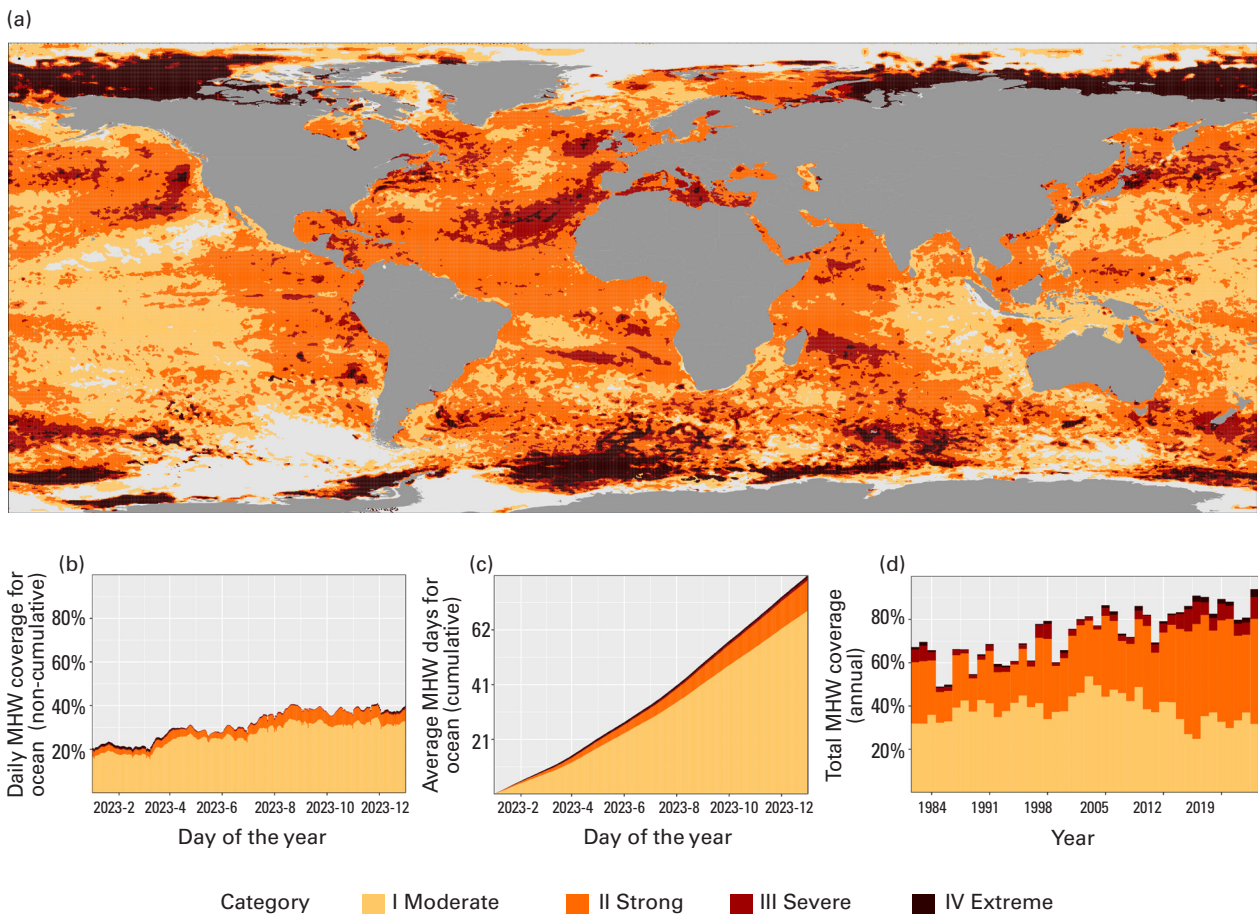 (a)
(b)
Daily MHW coverage for
ocean (non-cumulative)
80%
60%
40%
20%
2023-2 2023-4 2023-6 2023-8 2023-10 2023-12
Day of the year
(c)
Average MHW days for
ocean (cumulative)
62
41
21
2023-2 2023-4 2023-6 2023-8 2023-10 2023-12
Day of the year
(d)
Total MHW coverage
(annual)
80%
60%
40%
20%
1984 1991 1998 2005 2012 2019
Year
Category I Moderate II Strong III Severe IV Extreme